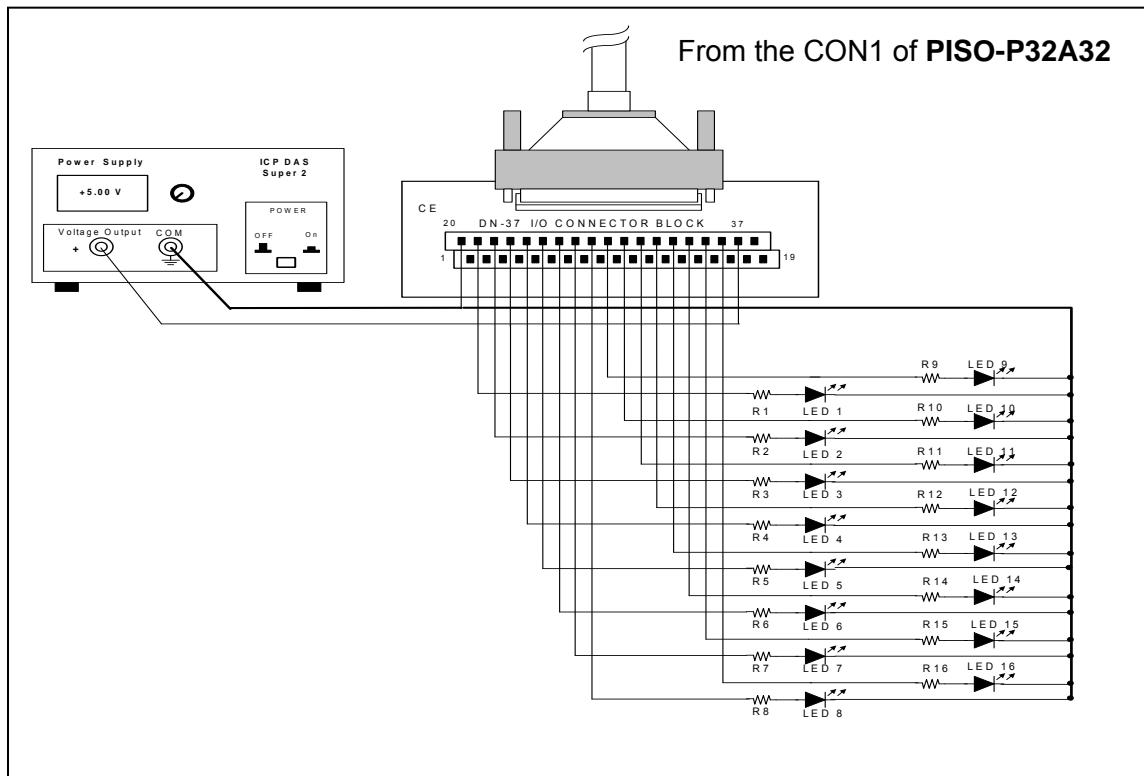 From the CON1 of PISO-P32A32
Power Supply
ICP DAS
Super 2
+5.00 V
POWER
OFF
On
Voltage Output
COM
+
CE
20 DN-37 I/O CONNECTOR BLOCK 37
1
19
R9 LED 9
R1 LED 1
R10 LED 10
R2 LED 2
R11 LED 11
R3 LED 3
R12 LED 12
R4 LED 4
R13 LED 13
R5 LED 5
R14 LED 14
R6 LED 6
R15 LED 15
R7 LED 7
R16 LED 16
R8 LED 8